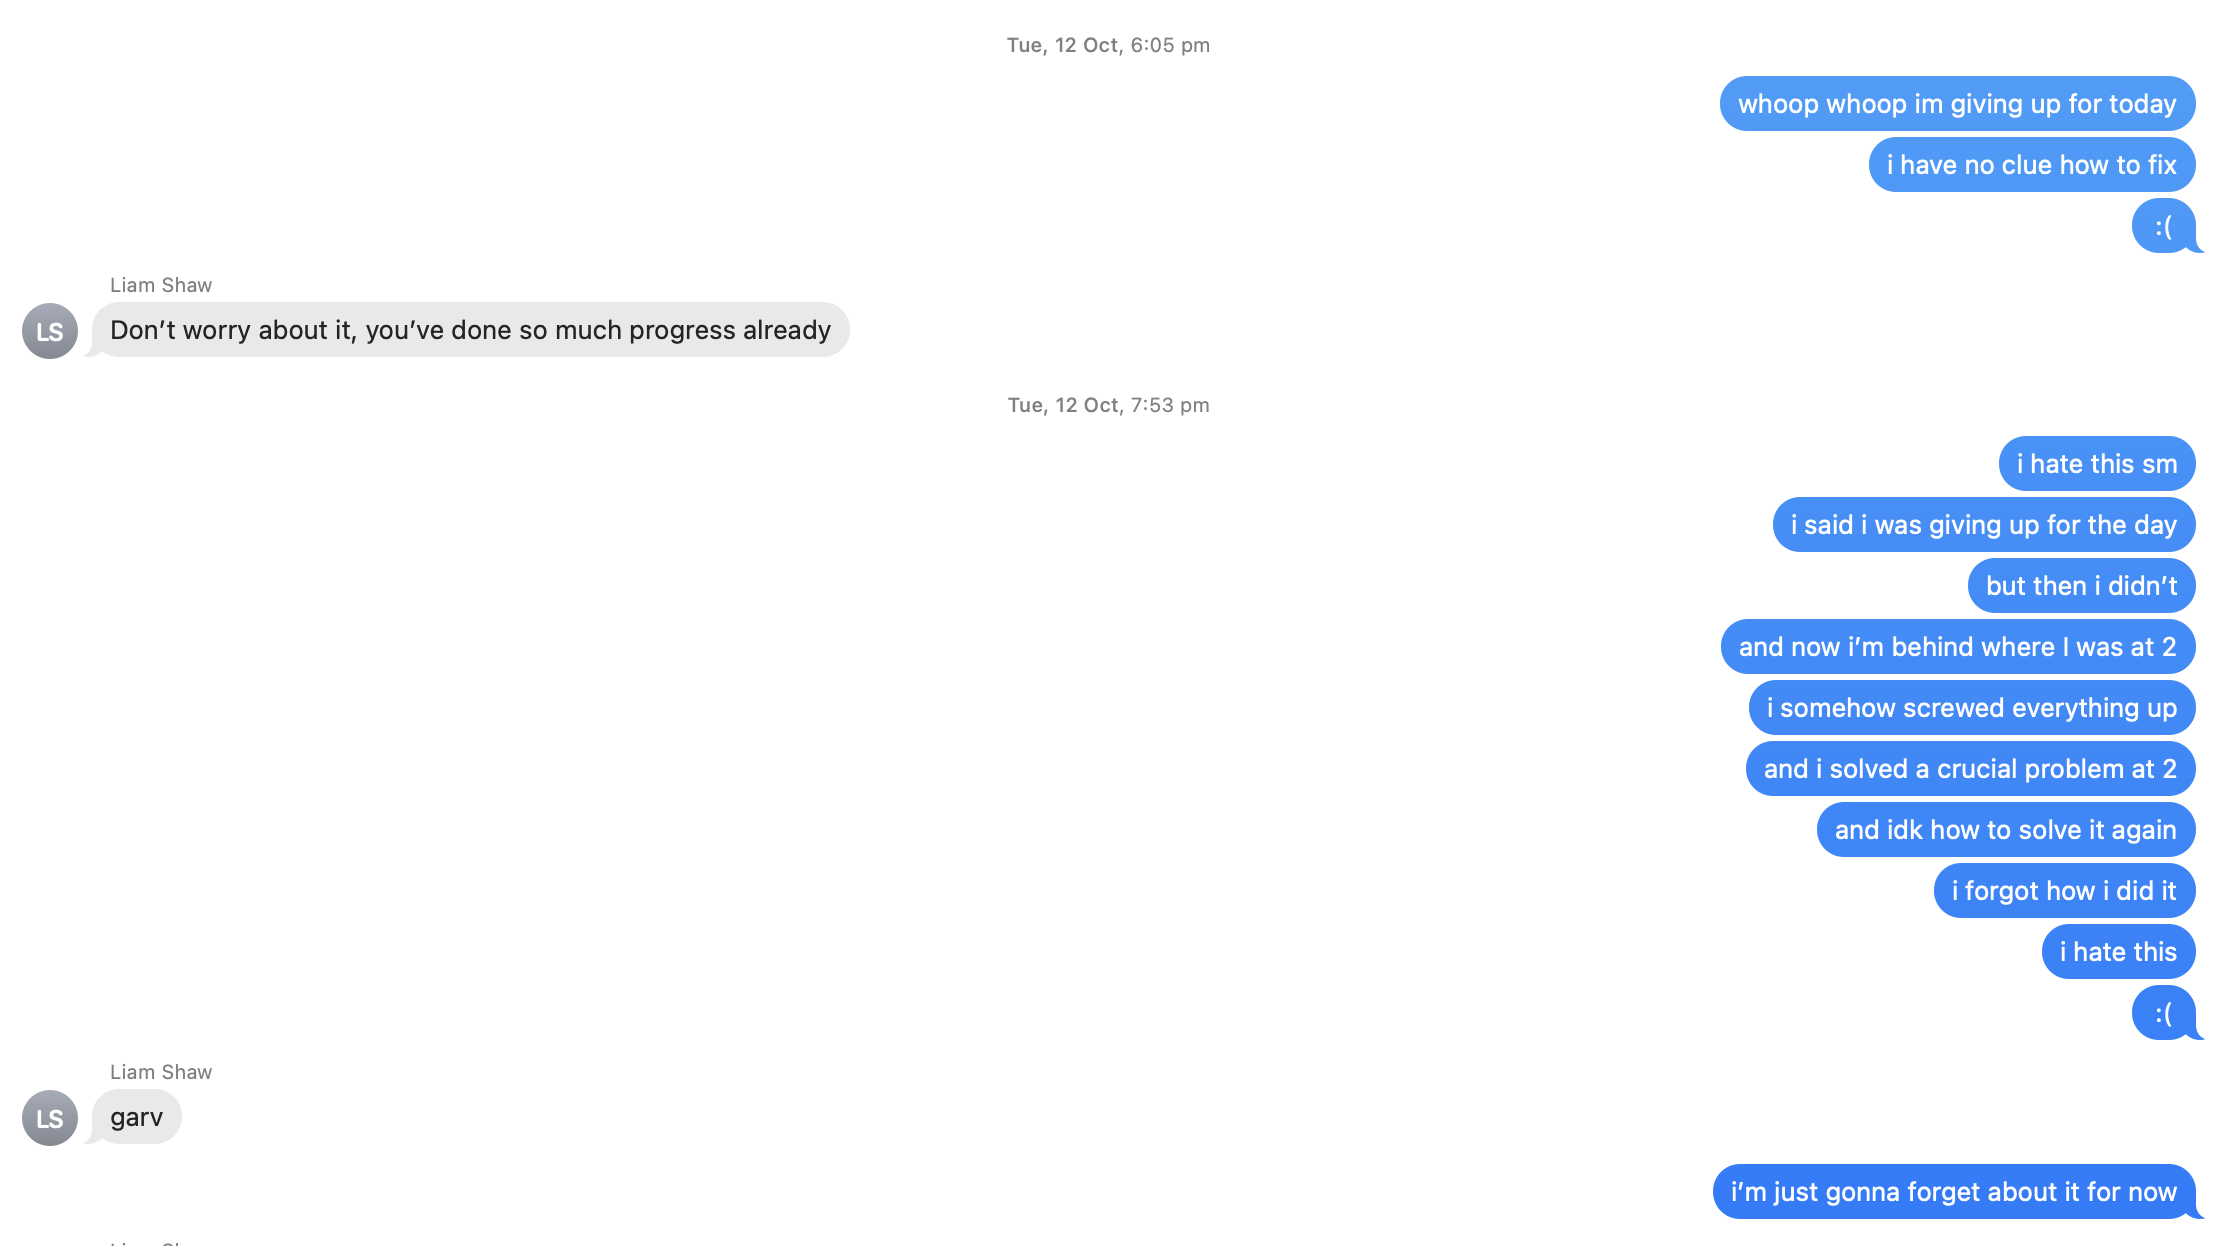 Tue, 12 Oct, 6:05 pm
whoop whoop im giving up for today
i have no clue how to fix
:(
Liam Shaw
LS
Don’t worry about it, you’ve done so much progress already
Tue, 12 Oct, 7:53 pm
i hate this sm
i said i was giving up for the day
but then i didn’t
and now i’m behind where I was at 2
i somehow screwed everything up
and i solved a crucial problem at 2
and idk how to solve it again
i forgot how i did it
i hate this
:(
Liam Shaw
LS
garv
i’m just gonna forget about it for now